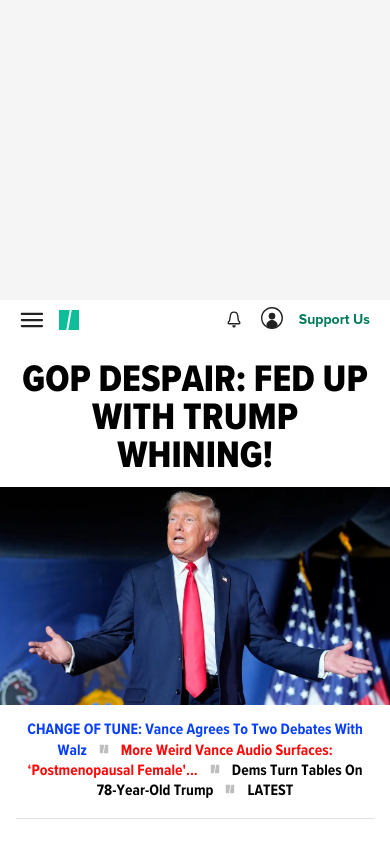 Support Us
GOP DESPAIR: FED UP
WITH TRUMP
WHINING!
CHANGE OF TUNE: Vance Agrees To Two Debates With
Walz More Weird Vance Audio Surfaces:
‘Postmenopausal Female’... Dems Turn Tables On
78-Year-Old Trump LATEST